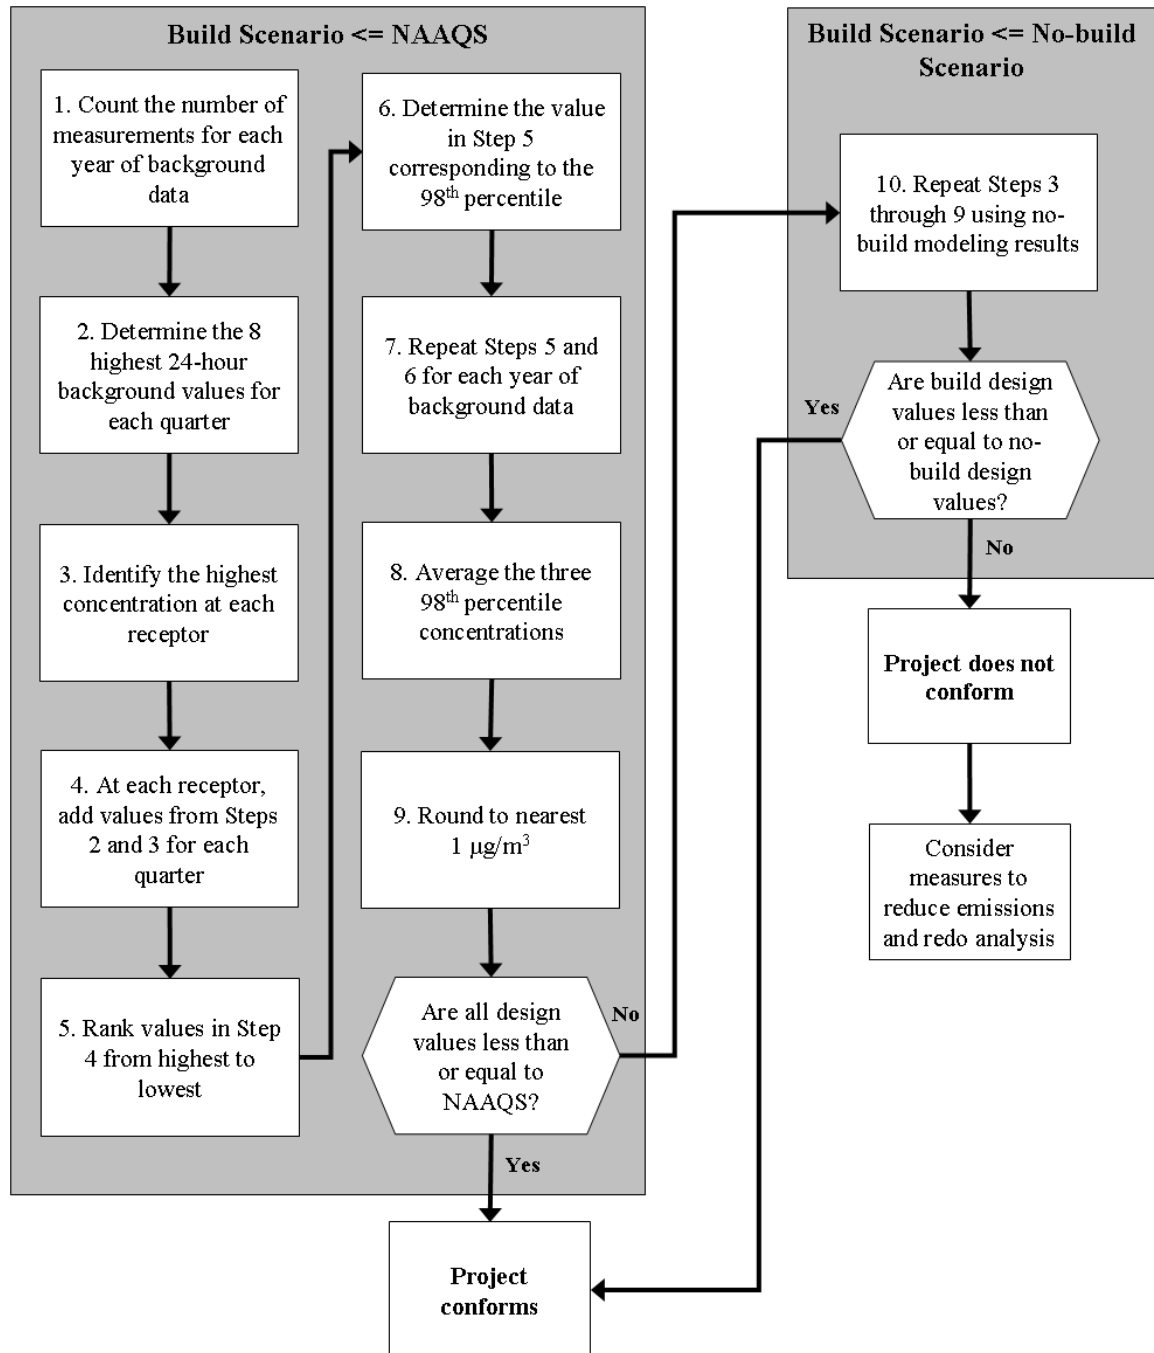 Build Scenario <= NAAQS
1. Count the number of
measurements for each
year of background
data
2. Determine the 8
highest 24-hour
background values for
each quarter
3. Identify the highest
concentration at each
receptor
4. At each receptor,
add values from Steps
2 and 3 for each
quarter
5. Rank values in Step
4 from highest to
lowest
6. Determine the value
in Step 5
corresponding to the
98th percentile
7. Repeat Steps 5 and
6 for each year of
background data
8. Average the three
98th percentile
concentrations
9. Round to nearest
1 μg/m³
Are all design
values less than
or equal to
NAAQS?
No
Yes
Project
conforms
Build Scenario <= No-build
Scenario
10. Repeat Steps 3
through 9 using no-
build modeling results
Are build design
values less than
or equal to no-
build design
values?
Yes
No
Project does not
conform
Consider
measures to
reduce emissions
and redo analysis